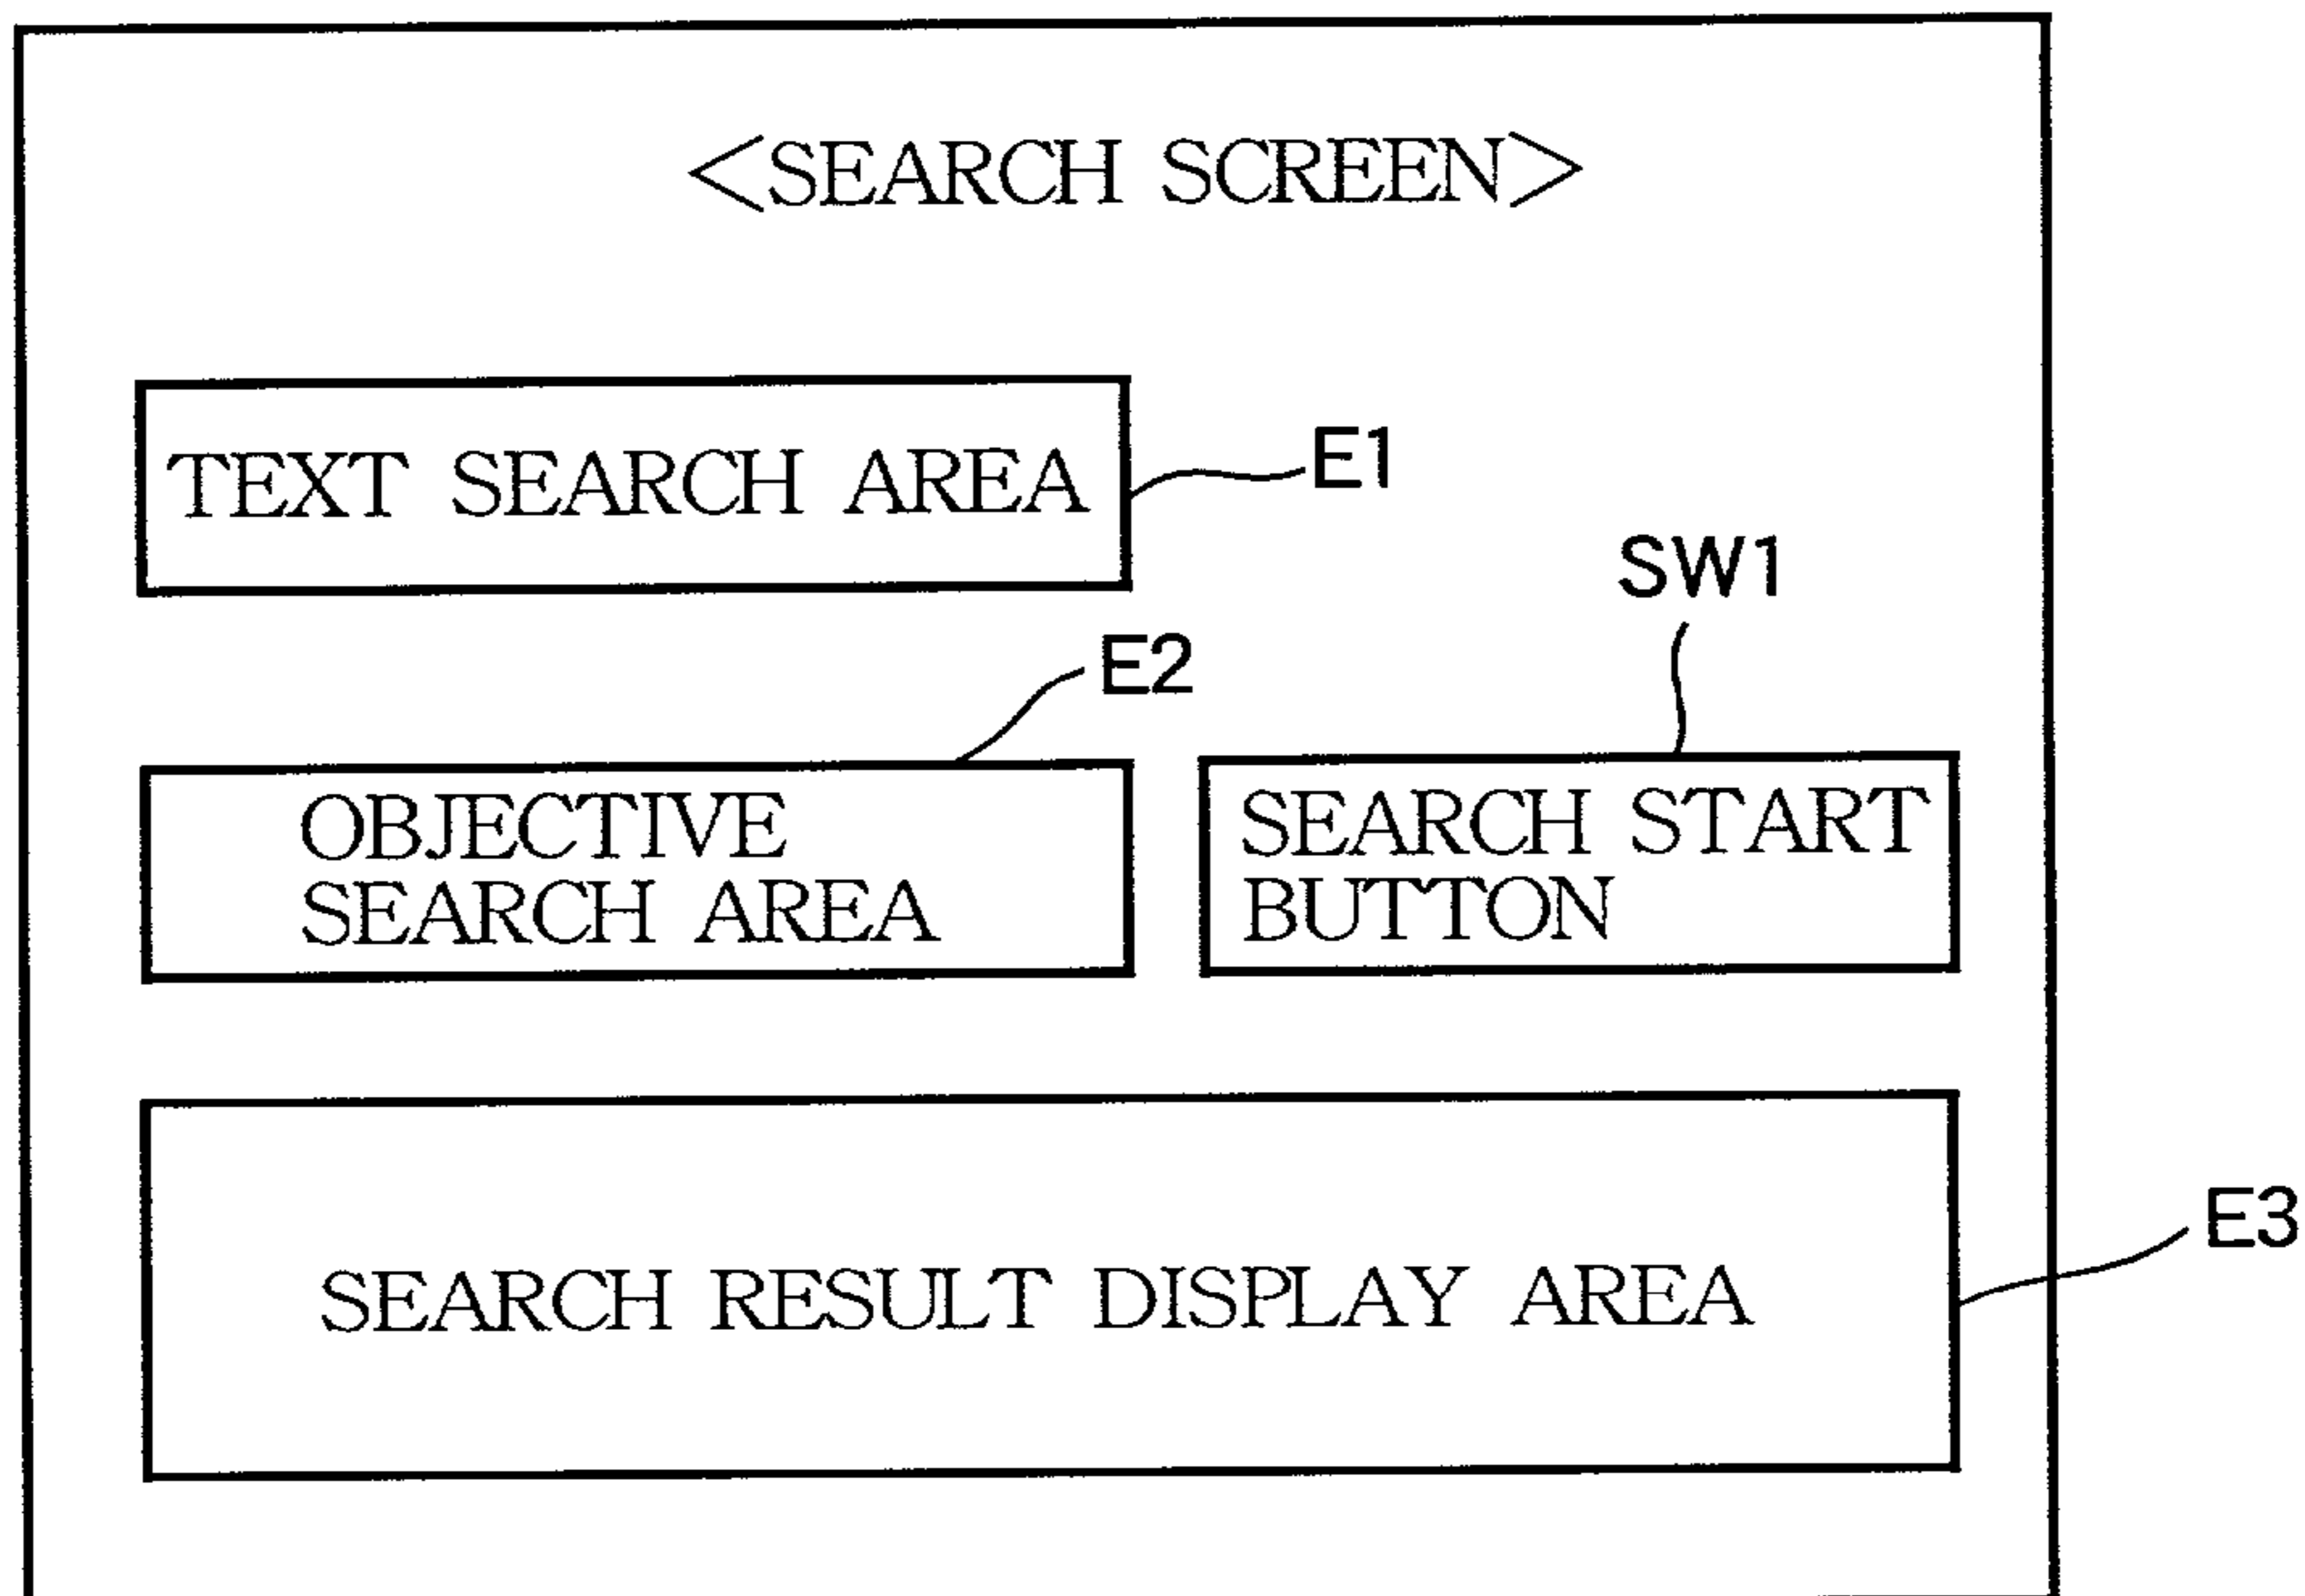 <SEARCH SCREEN>
TEXT SEARCH AREA
E1
SW1
E2
OBJECTIVE
SEARCH AREA
SEARCH START
BUTTON
SEARCH RESULT DISPLAY AREA
E3